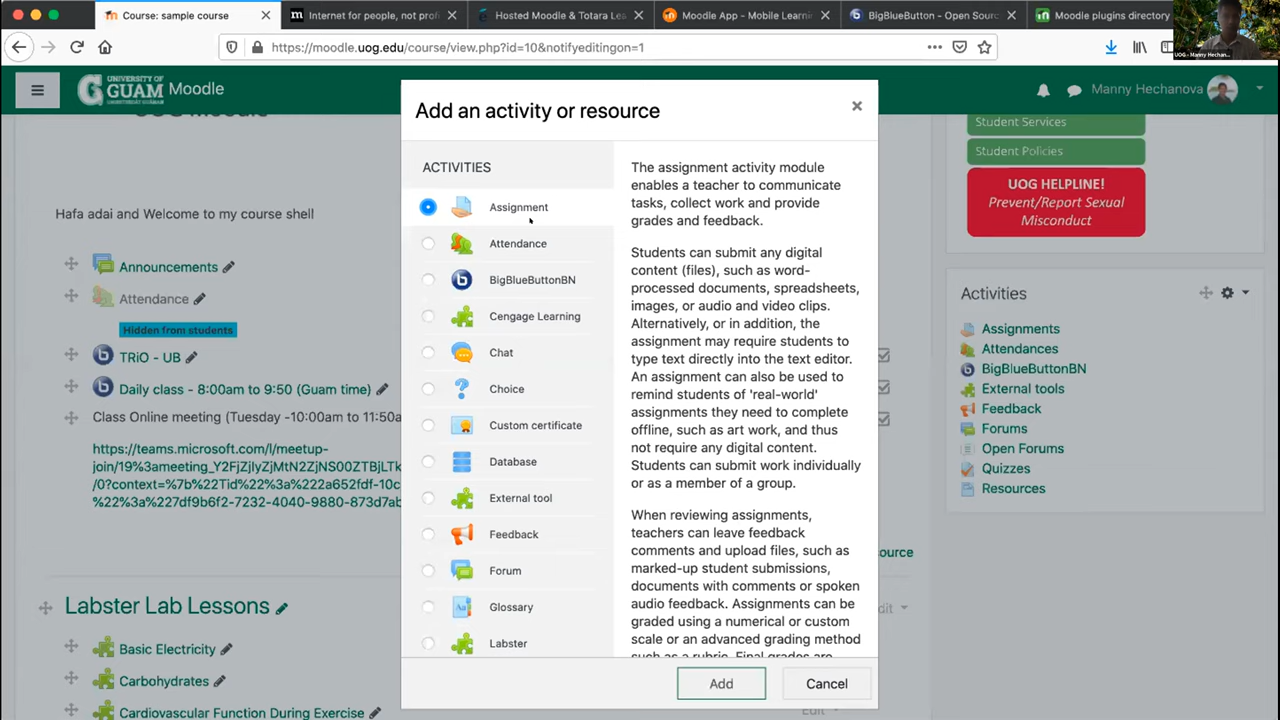 Course: sample course
Internet for people, not prof
Hosted Moodle & Totara Le
Moodle App - Mobile Learni
BigBlueButton - Open Sourc
Moodle plugins directory
https://moodle.uog.edu/course/view.php?id=10&notifyeditingon=1
UNIVERSITY OF
GUAM Moodle
Manny Hechanova
UOG Moodle
Hafa adai and Welcome to my course shell
Announcements
Attendance
Hidden from students
TRiO - UB
Daily class - 8:00am to 9:50 (Guam time)
Class Online meeting (Tuesday -10:00am to 11:50a
https://teams.microsoft.com/l/meetup-
join/19%3ameeting_Y2FjZjlyZjMtN2ZjNS00ZTBjLTk
/0?context=%7b%22Tid%22%3a%22a652fdf-10c
%22%3a%227df9b6f2-7232-4040-9880-873d7ab
ource
Labster Lab Lessons
dit
Basic Electricity
Carbohydrates
Cardiovascular Function During Exercise
Edit
Add an activity or resource
ACTIVITIES
Assignment
Attendance
BigBlueButtonBN
Cengage Learning
Chat
Choice
Custom certificate
Database
External tool
Feedback
Forum
Glossary
Labster
The assignment activity module
enables a teacher to communicate
tasks, collect work and provide
grades and feedback.
Students can submit any digital
content (files), such as word-
processed documents, spreadsheets,
images, or audio and video clips.
Alternatively, or in addition, the
assignment may require students to
type text directly into the text editor.
An assignment can also be used to
remind students of 'real-world'
assignments they need to complete
offline, such as art work, and thus
not require any digital content.
Students can submit work individually
or as a member of a group.
When reviewing assignments,
teachers can leave feedback
comments and upload files, such as
marked-up student submissions,
documents with comments or spoken
audio feedback. Assignments can be
graded using a numerical or custom
scale or an advanced grading method
such as a rubric. Final grades are
Add
Cancel
Student Services
Student Policies
UOG HELPLINE!
Prevent/Report Sexual
Misconduct
Activities
Assignments
Attendances
BigBlueButtonBN
External tools
Feedback
Forums
Open Forums
Quizzes
Resources
UOG - Manny Hechan...